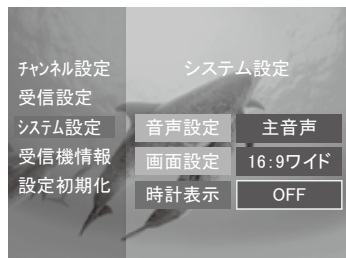 チャンネル設定
受信設定
システム設定
受信機情報
設定初期化
システム設定
音声設定 主音声
画面設定 16:9ワイド
時計表示 OFF